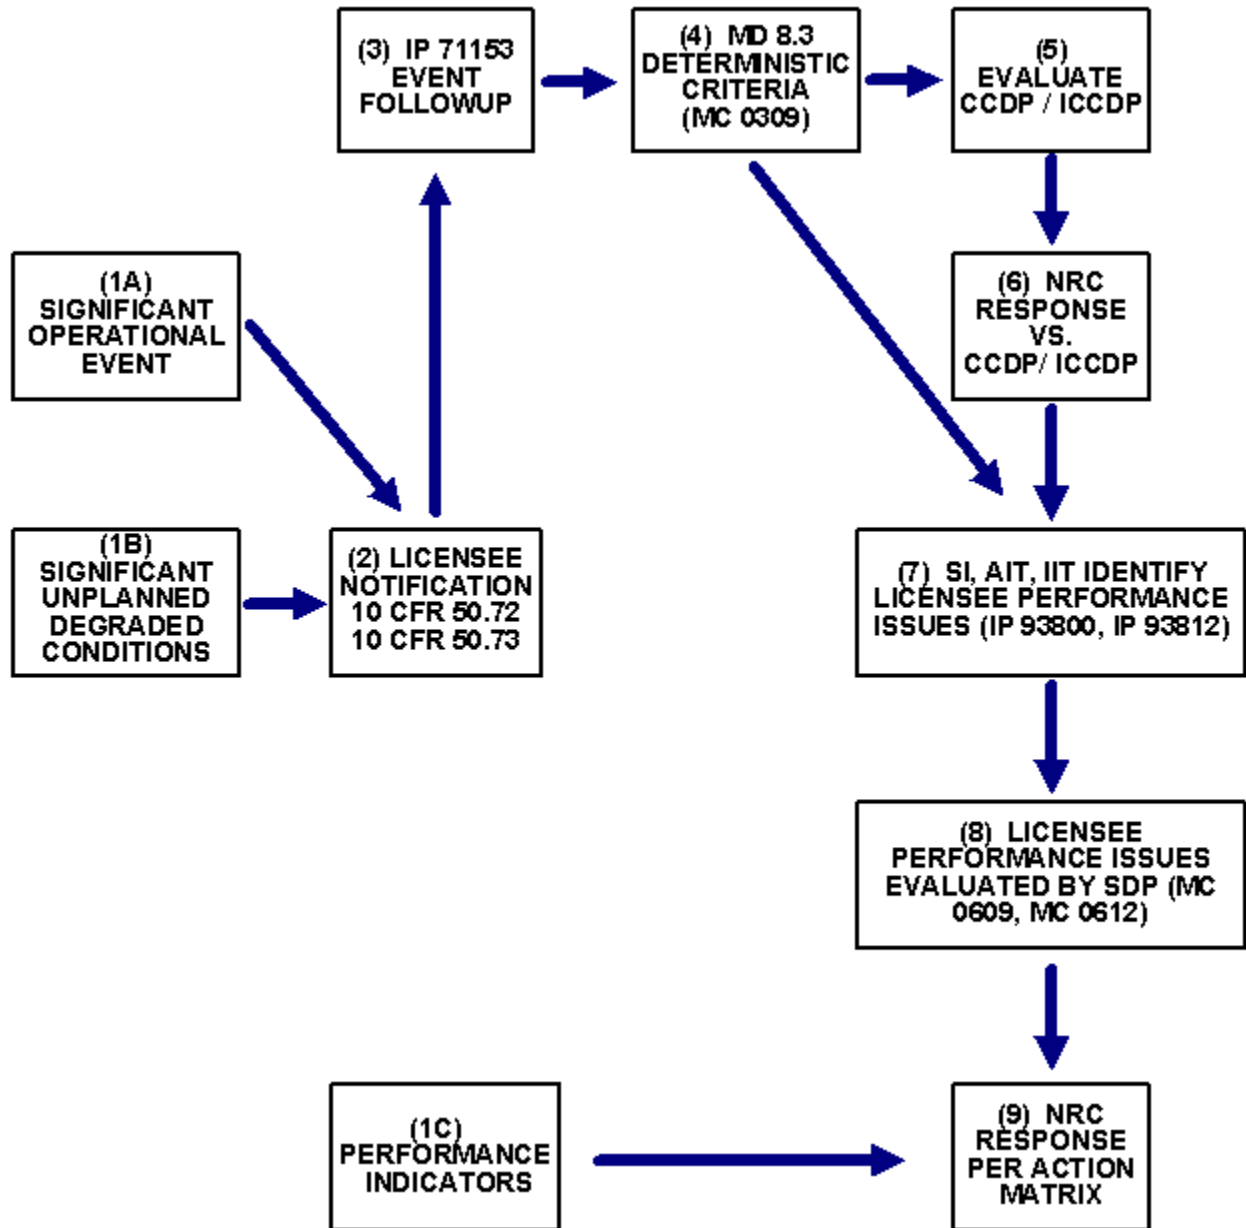 (3) IP 71153
EVENT
FOLLOWUP
(4) MD 8.3
DETERMINISTIC
CRITERIA
(MC 0309)
(5)
EVALUATE
CCDP / ICCDP
(1A)
SIGNIFICANT
OPERATIONAL
EVENT
(6) NRC
RESPONSE
VS.
CCDP/ ICCDP
(1B)
SIGNIFICANT
UNPLANNED
DEGRADED
CONDITIONS
(2) LICENSEE
NOTIFICATION
10 CFR 50.72
10 CFR 50.73
(7) SI, AIT, IIT IDENTIFY
LICENSEE PERFORMANCE
ISSUES (IP 93800, IP 93812)
(8) LICENSEE
PERFORMANCE ISSUES
EVALUATED BY SDP (MC
0609, MC 0612)
(1C)
PERFORMANCE
INDICATORS
(9) NRC
RESPONSE
PER ACTION
MATRIX